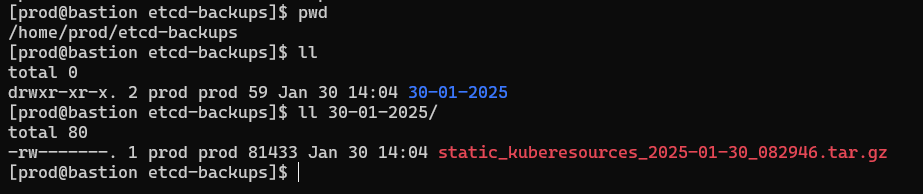 [prod@bastion etcd-backups]$ pwd
/home/prod/etcd-backups
[prod@bastion etcd-backups]$ ll
total 0
drwxr-xr-x. 2 prod prod 59 Jan 30 14:04 30-01-2025
[prod@bastion etcd-backups]$ ll 30-01-2025/
total 80
-rw-------. 1 prod prod 81433 Jan 30 14:04 static_kuberesources_2025-01-30_082946.tar.gz
[prod@bastion etcd-backups]$